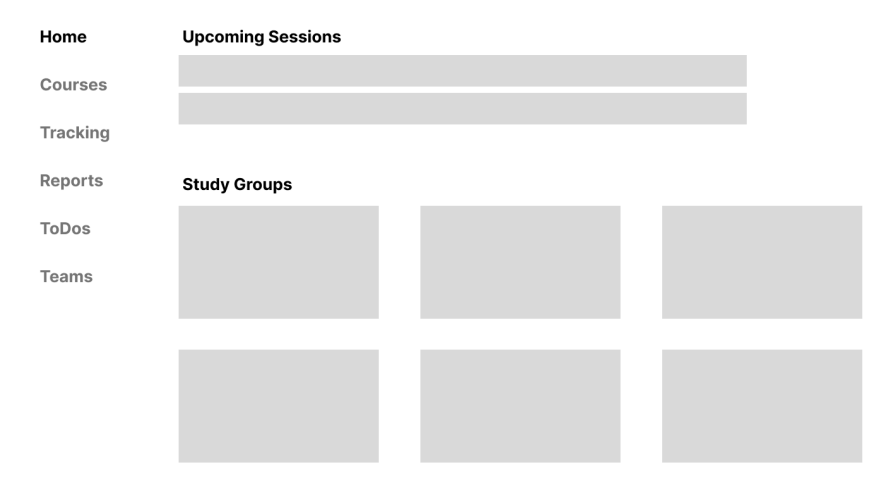 Home
Courses
Tracking
Reports
ToDos
Teams
Upcoming Sessions
Study Groups